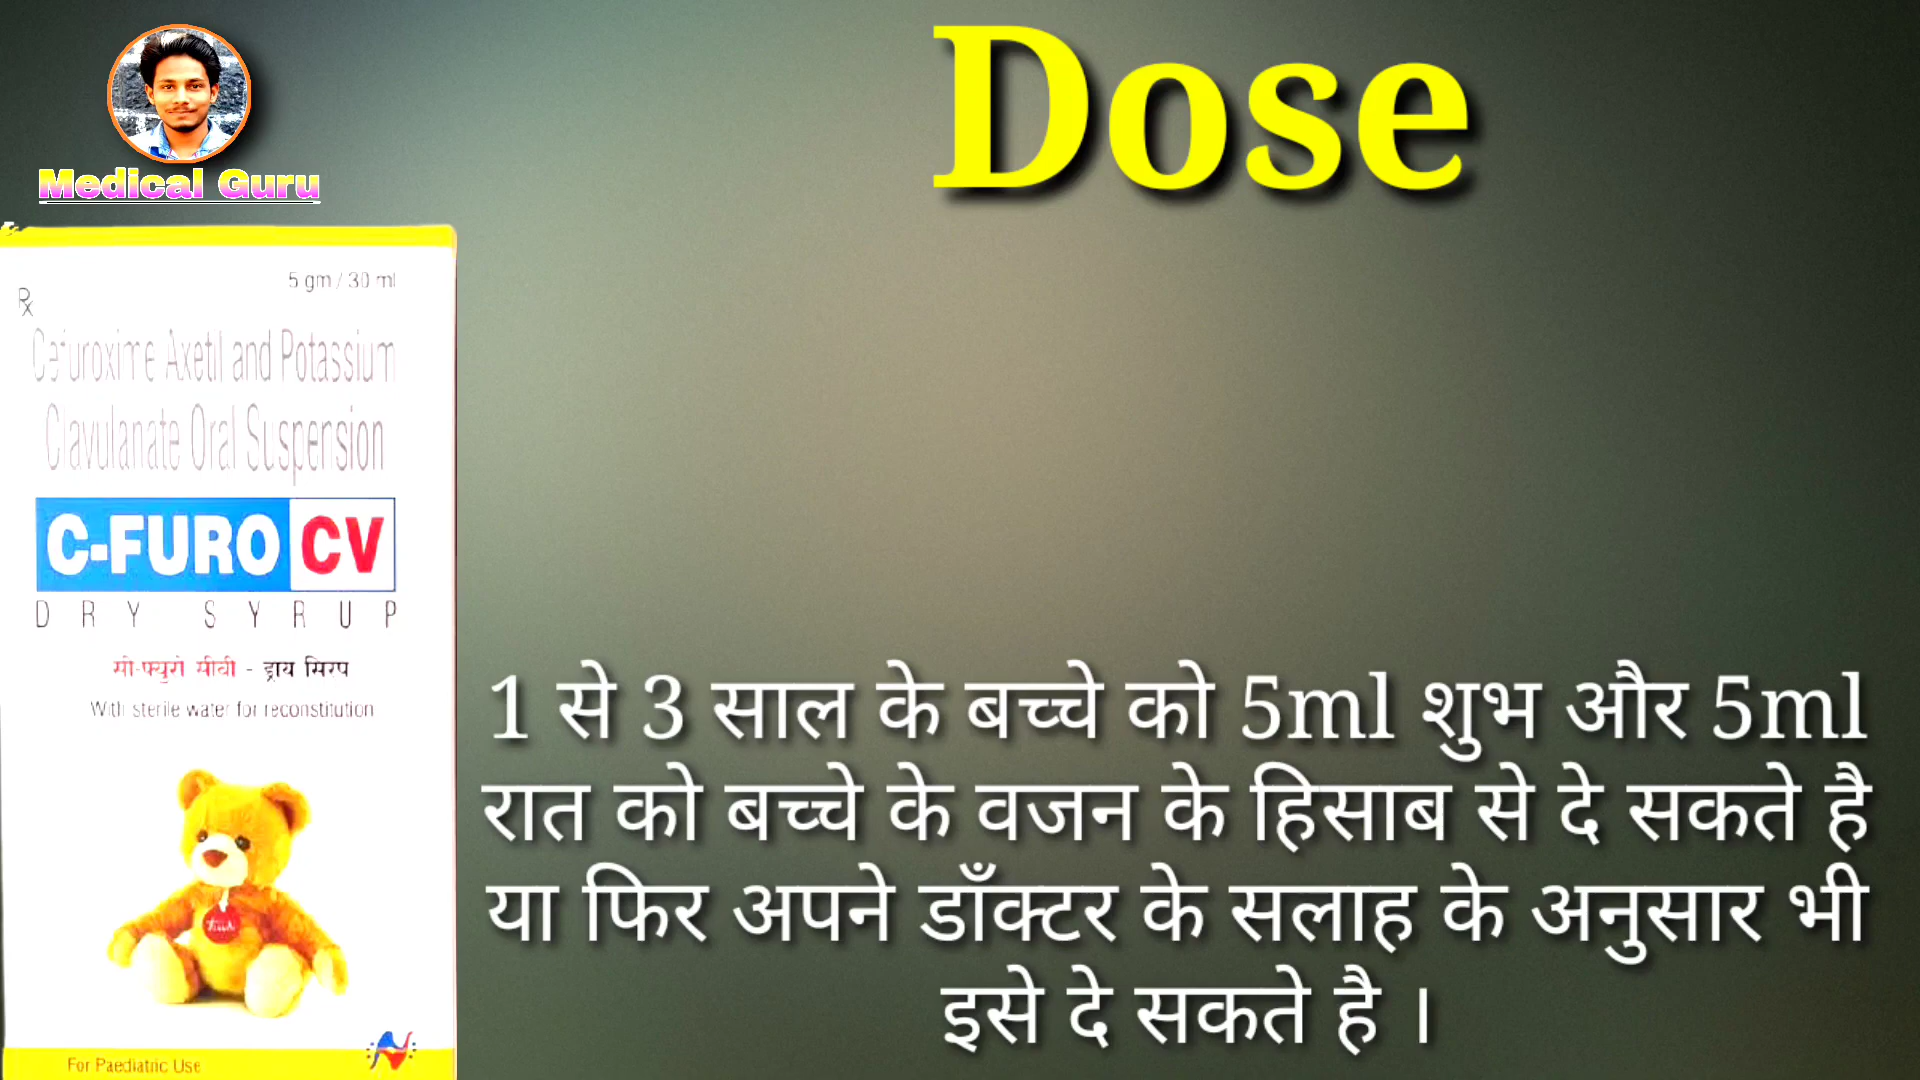 Dose
Medical Guru
5 gm / 30 ml
Rx
Cefuroxime Axetil and Potassium
Clavulanate Oral Suspension
C-FURO CV
DRY SYRUP
सी-फ्युरो सीवी - ड्राय सिरप
With sterile water for reconstitution
For Paediatric Use
1 से 3 साल के बच्चे को 5ml शुभ और 5ml
रात को बच्चे के वजन के हिसाब से दे सकते है
या फिर अपने डाँक्टर के सलाह के अनुसार भी
इसे दे सकते है ।